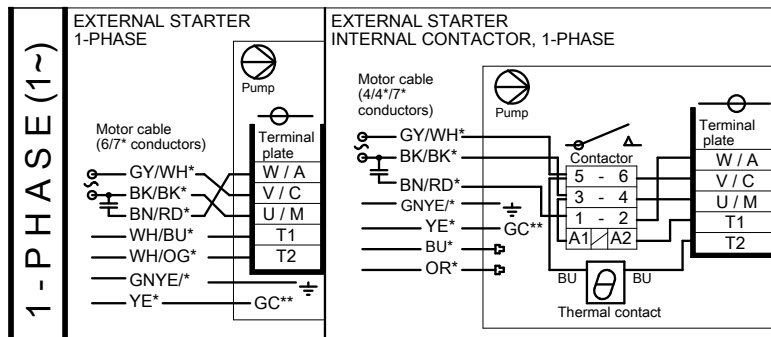 1-PHASE (1~)
EXTERNAL STARTER
1-PHASE
Pump
Motor cable
(6/7* conductors)
Terminal
plate
GY/WH*
W / A
BK/BK*
V / C
BN/RD*
U / M
WH/BU*
T1
WH/OG*
T2
GNYE/*
YE*
GC**
EXTERNAL STARTER
INTERNAL CONTACTOR, 1-PHASE
Motor cable
(4/4*/7*
conductors)
Pump
Terminal
plate
GY/WH*
BK/BK*
BN/RD*
GNYE/*
YE*
GC**
BU*
OR*
Contactor
5 - 6
3 - 4
1 - 2
A1 A2
W / A
V / C
U / M
T1
T2
BU
BU
Thermal contact